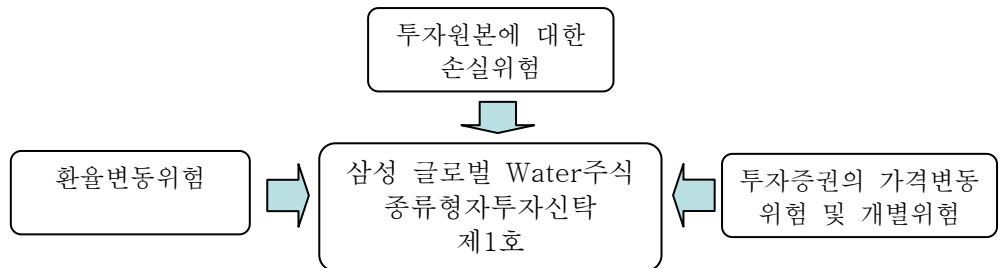 투자원본에 대한
손실위험
환율변동위험
삼성 글로벌 Water주식
종류형자투자신탁
제1호
투자증권의 가격변동
위험 및 개별위험